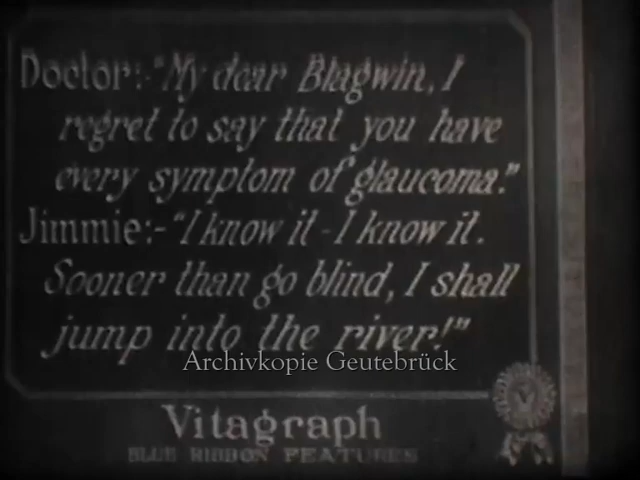 Doctor:-"My dear Blagwin, I
regret to say that you have
every symptom of glaucoma."
Jimmie:-"I know it - I know it.
Sooner than go blind, I shall
jump into the river!"
Archivkopie Geutebrück
V
Vitagraph
BLUE RIBBON FEATURES